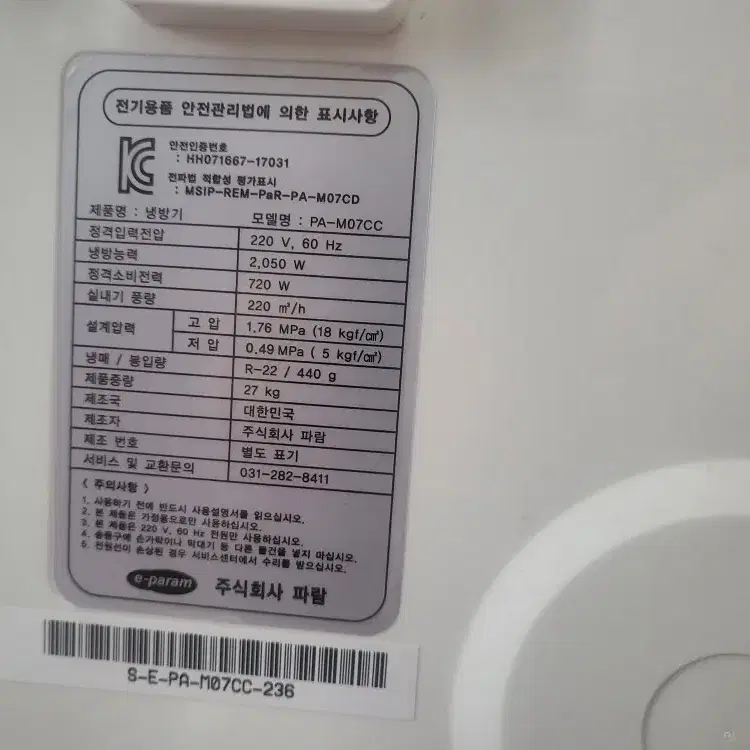 전기용품 안전관리법에 의한 표시사항
안전인증번호
: HH071667-17031
전파법 적합성 평가표시
: MSIP-REM-PaR-PA-M07CD
제품명 : 냉방기 모델명 : PA-M07CC
정격입력전압 220 V, 60 Hz
냉방능력 2,050 W
정격소비전력 720 W
실내기 풍량 220 ㎥/h
설계압력 고 압 1.76 MPa (18 kgf/㎠)
저 압 0.49 MPa ( 5 kgf/㎠)
냉매 / 봉입량 R-22 / 440 g
제품중량 27 kg
제조국 대한민국
제조자 주식회사 파람
제조 번호 별도 표기
서비스 및 교환문의 031-282-8411
< 주의사항 >
1. 사용하기 전에 반드시 사용설명서를 읽으십시오.
2. 본 제품은 가정용으로만 사용하십시오.
3. 본 제품은 220 V, 60 Hz 전원만 사용하십시오.
4. 송풍구에 손가락이나 막대기 등 다른 물건을 넣지 마십시오.
5. 전원선이 손상된 경우 서비스센터에서 수리를 받으십시오.
e-param 주식회사 파람
S-E-PA-M07CC-236